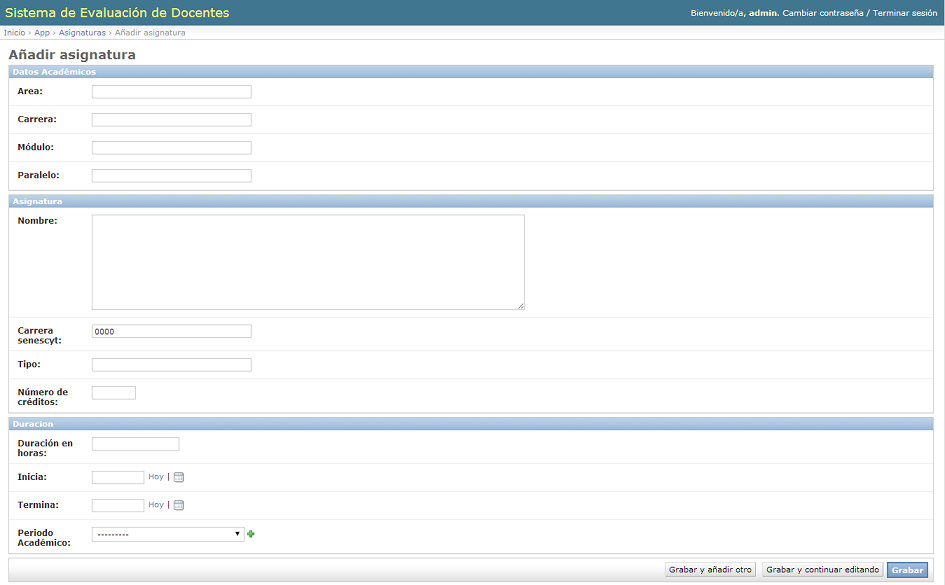 Sistema de Evaluación de Docentes
Bienvenido/a, admin. Cambiar contraseña / Terminar sesión
Inicio › App › Asignaturas › Añadir asignatura
Añadir asignatura
Datos Académicos
Area:
Carrera:
Módulo:
Paralelo:
Asignatura
Nombre:
Carrera
senescyt:
0000
Tipo:
Número de
créditos:
Duracion
Duración en
horas:
Inicia:
Hoy |
Termina:
Hoy |
Periodo
Académico:
---------
Grabar y añadir otro
Grabar y continuar editando
Grabar